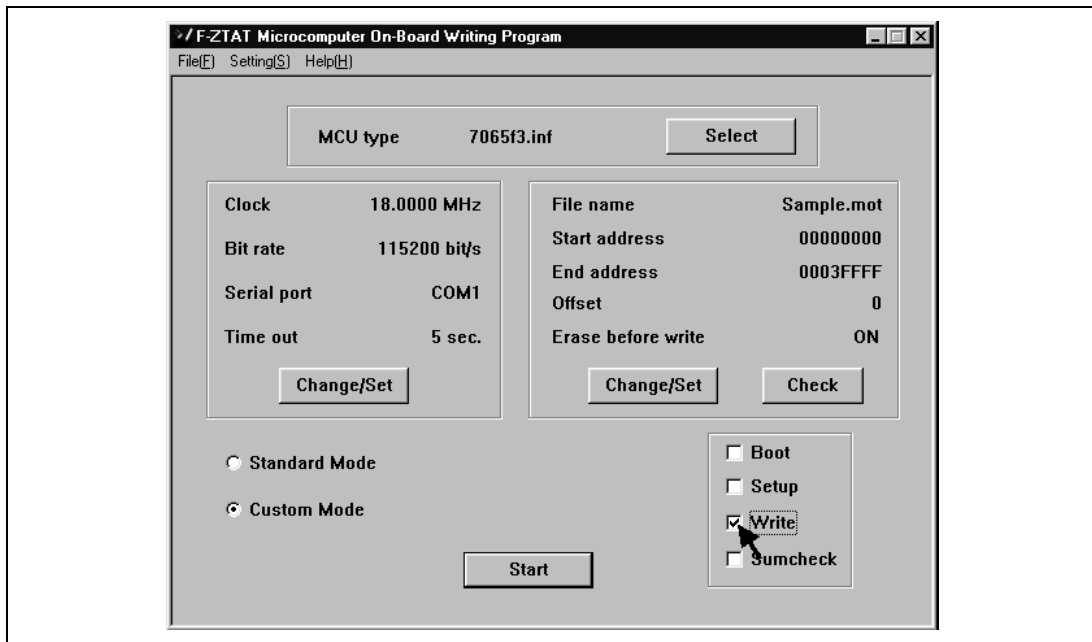 F-ZTAT Microcomputer On-Board Writing Program
File(F) Setting(S) Help(H)
MCU type 7065f3.inf Select
Clock 18.0000 MHz
Bit rate 115200 bit/s
Serial port COM1
Time out 5 sec.
Change/Set
File name Sample.mot
Start address 00000000
End address 0003FFFF
Offset 0
Erase before write ON
Change/Set Check
Standard Mode
Custom Mode
Boot
Setup
Write
Sumcheck
Start